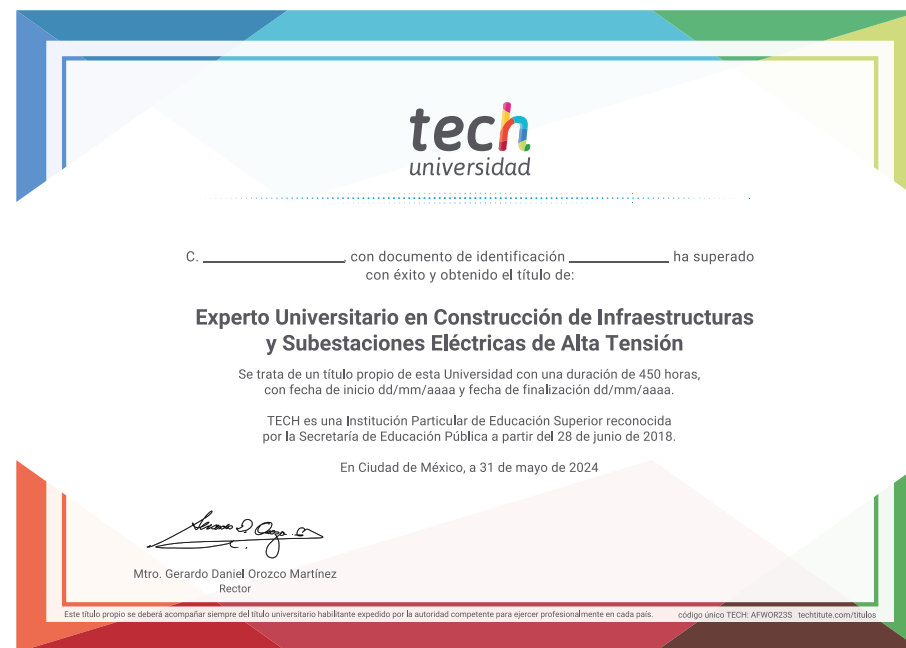 tech
universidad
C. ____________________, con documento de identificación ______________ ha superado
con éxito y obtenido el título de:
Experto Universitario en Construcción de Infraestructuras
y Subestaciones Eléctricas de Alta Tensión
Se trata de un título propio de esta Universidad con una duración de 450 horas,
con fecha de inicio dd/mm/aaaa y fecha de finalización dd/mm/aaaa.
TECH es una Institución Particular de Educación Superior reconocida
por la Secretaría de Educación Pública a partir del 28 de junio de 2018.
En Ciudad de México, a 31 de mayo de 2024
Mtro. Gerardo Daniel Orozco Martínez
Rector
Este título propio se deberá acompañar siempre del título universitario habilitante expedido por la autoridad competente para ejercer profesionalmente en cada país. código único TECH: AFWOR23S techtitute.com/titulos